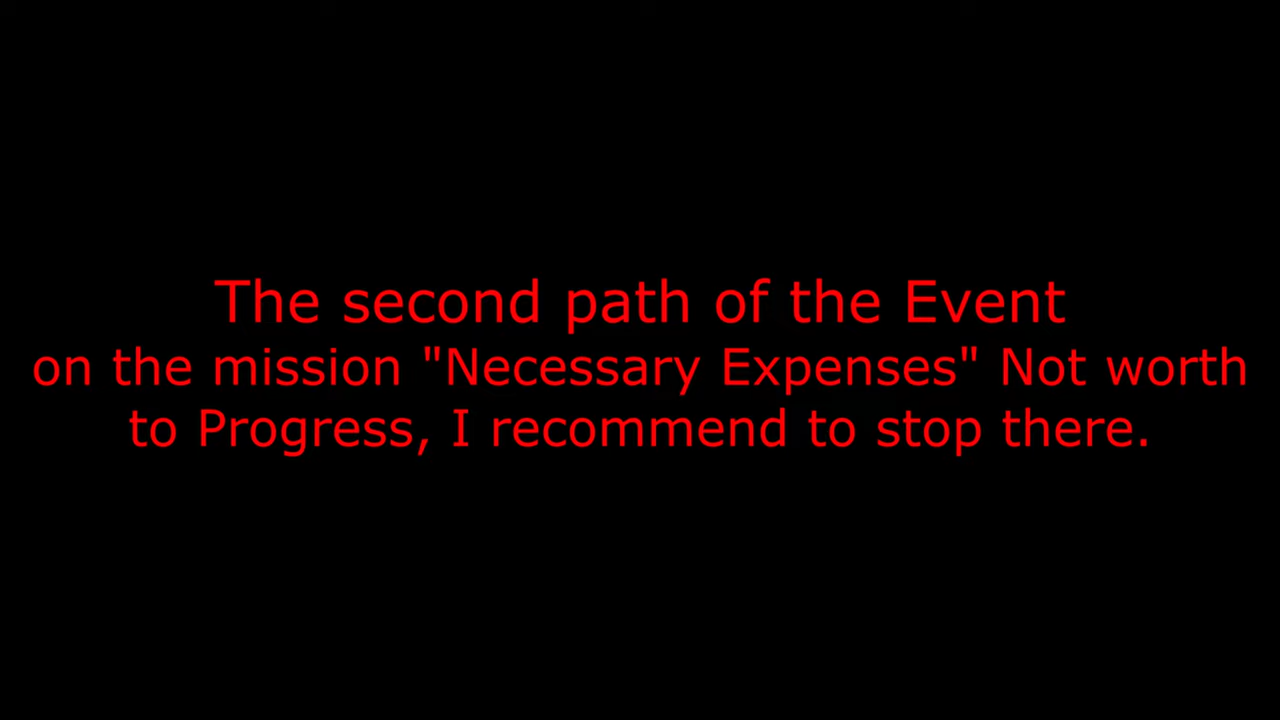 The second path of the Event
on the mission "Necessary Expenses" Not worth
to Progress, I recommend to stop there.